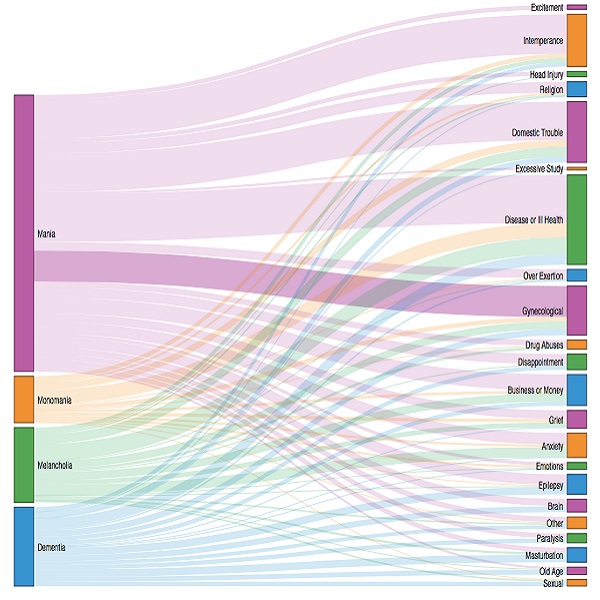 Excitement
Intemperance
Head Injury
Religion
Domestic Trouble
Excessive Study
Disease or Ill Health
Over Exertion
Gynecological
Drug Abuses
Disappointment
Business or Money
Grief
Anxiety
Emotions
Epilepsy
Brain
Other
Paralysis
Masturbation
Old Age
Sexual
Mania
Monomania
Melancholia
Dementia